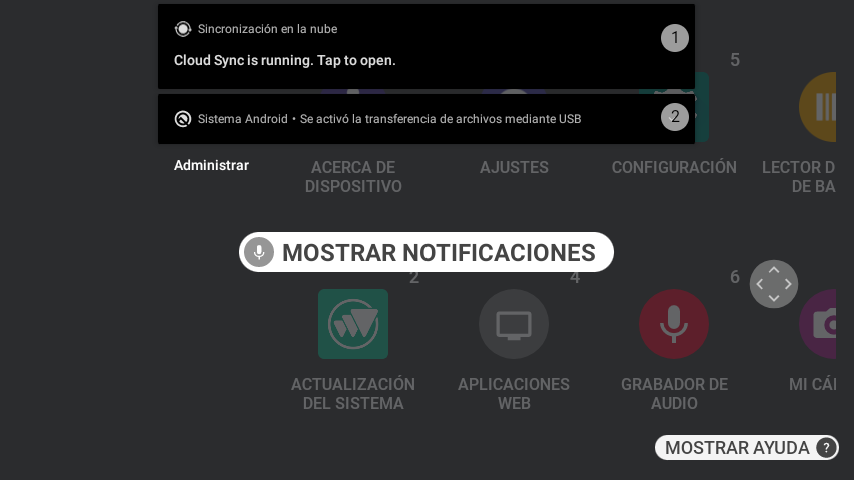 Sincronización en la nube
1
Cloud Sync is running. Tap to open.
5
Sistema Android • Se activó la transferencia de archivos mediante USB
2
Administrar
ACERCA DE
DISPOSITIVO
AJUSTES
CONFIGURACIÓN
LECTOR D
DE BA
MOSTRAR NOTIFICACIONES
2
4
6
ACTUALIZACIÓN
DEL SISTEMA
APLICACIONES
WEB
GRABADOR DE
AUDIO
MI CÁ
MOSTRAR AYUDA ?